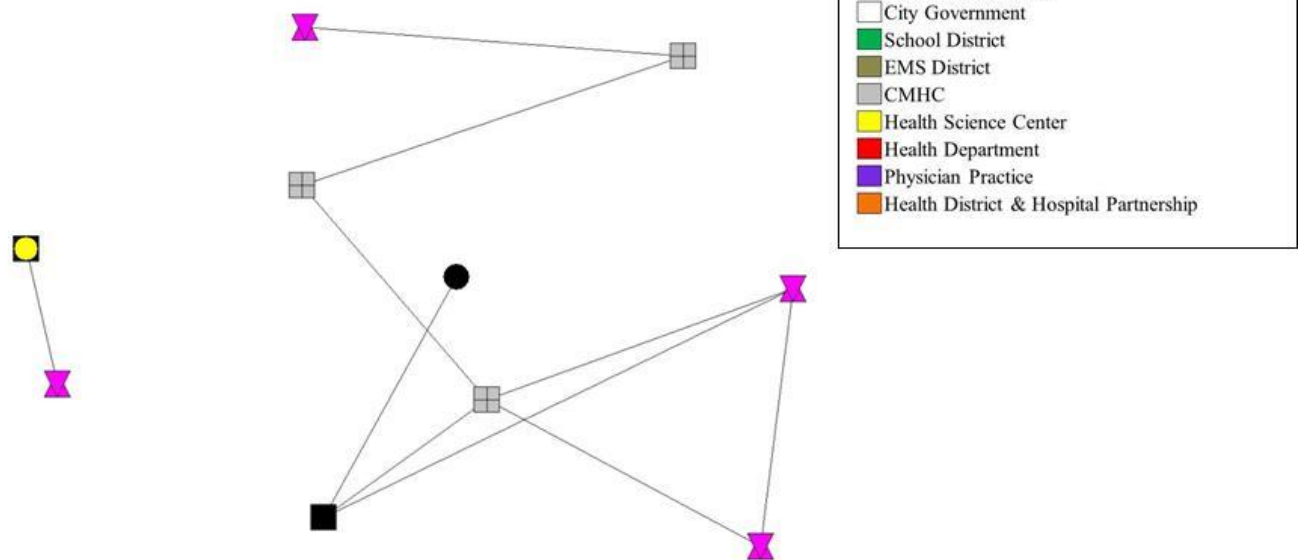 City Government
School District
EMS District
CMHC
Health Science Center
Health Department
Physician Practice
Health District & Hospital Partnership